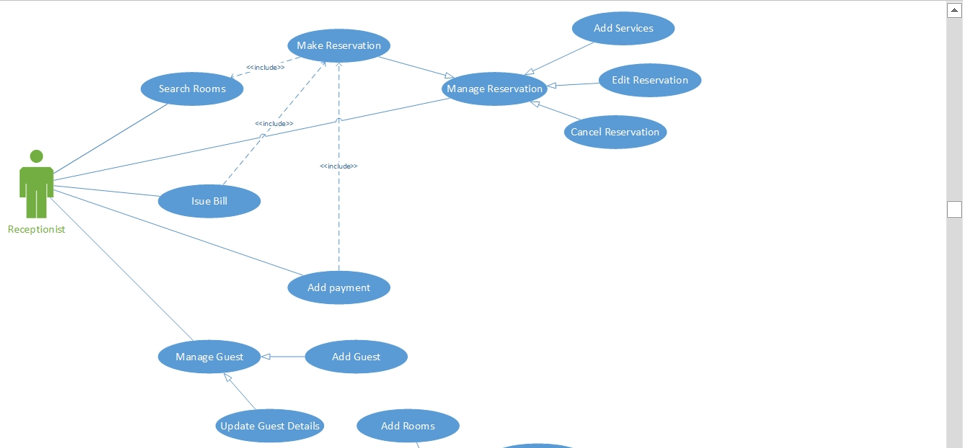 Add Services
Make Reservation
<<include>>
Edit Reservation
Search Rooms
Manage Reservation
<<include>>
Cancel Reservation
<<include>>
Isue Bill
Receptionist
Add payment
Manage Guest
Add Guest
Update Guest Details
Add Rooms